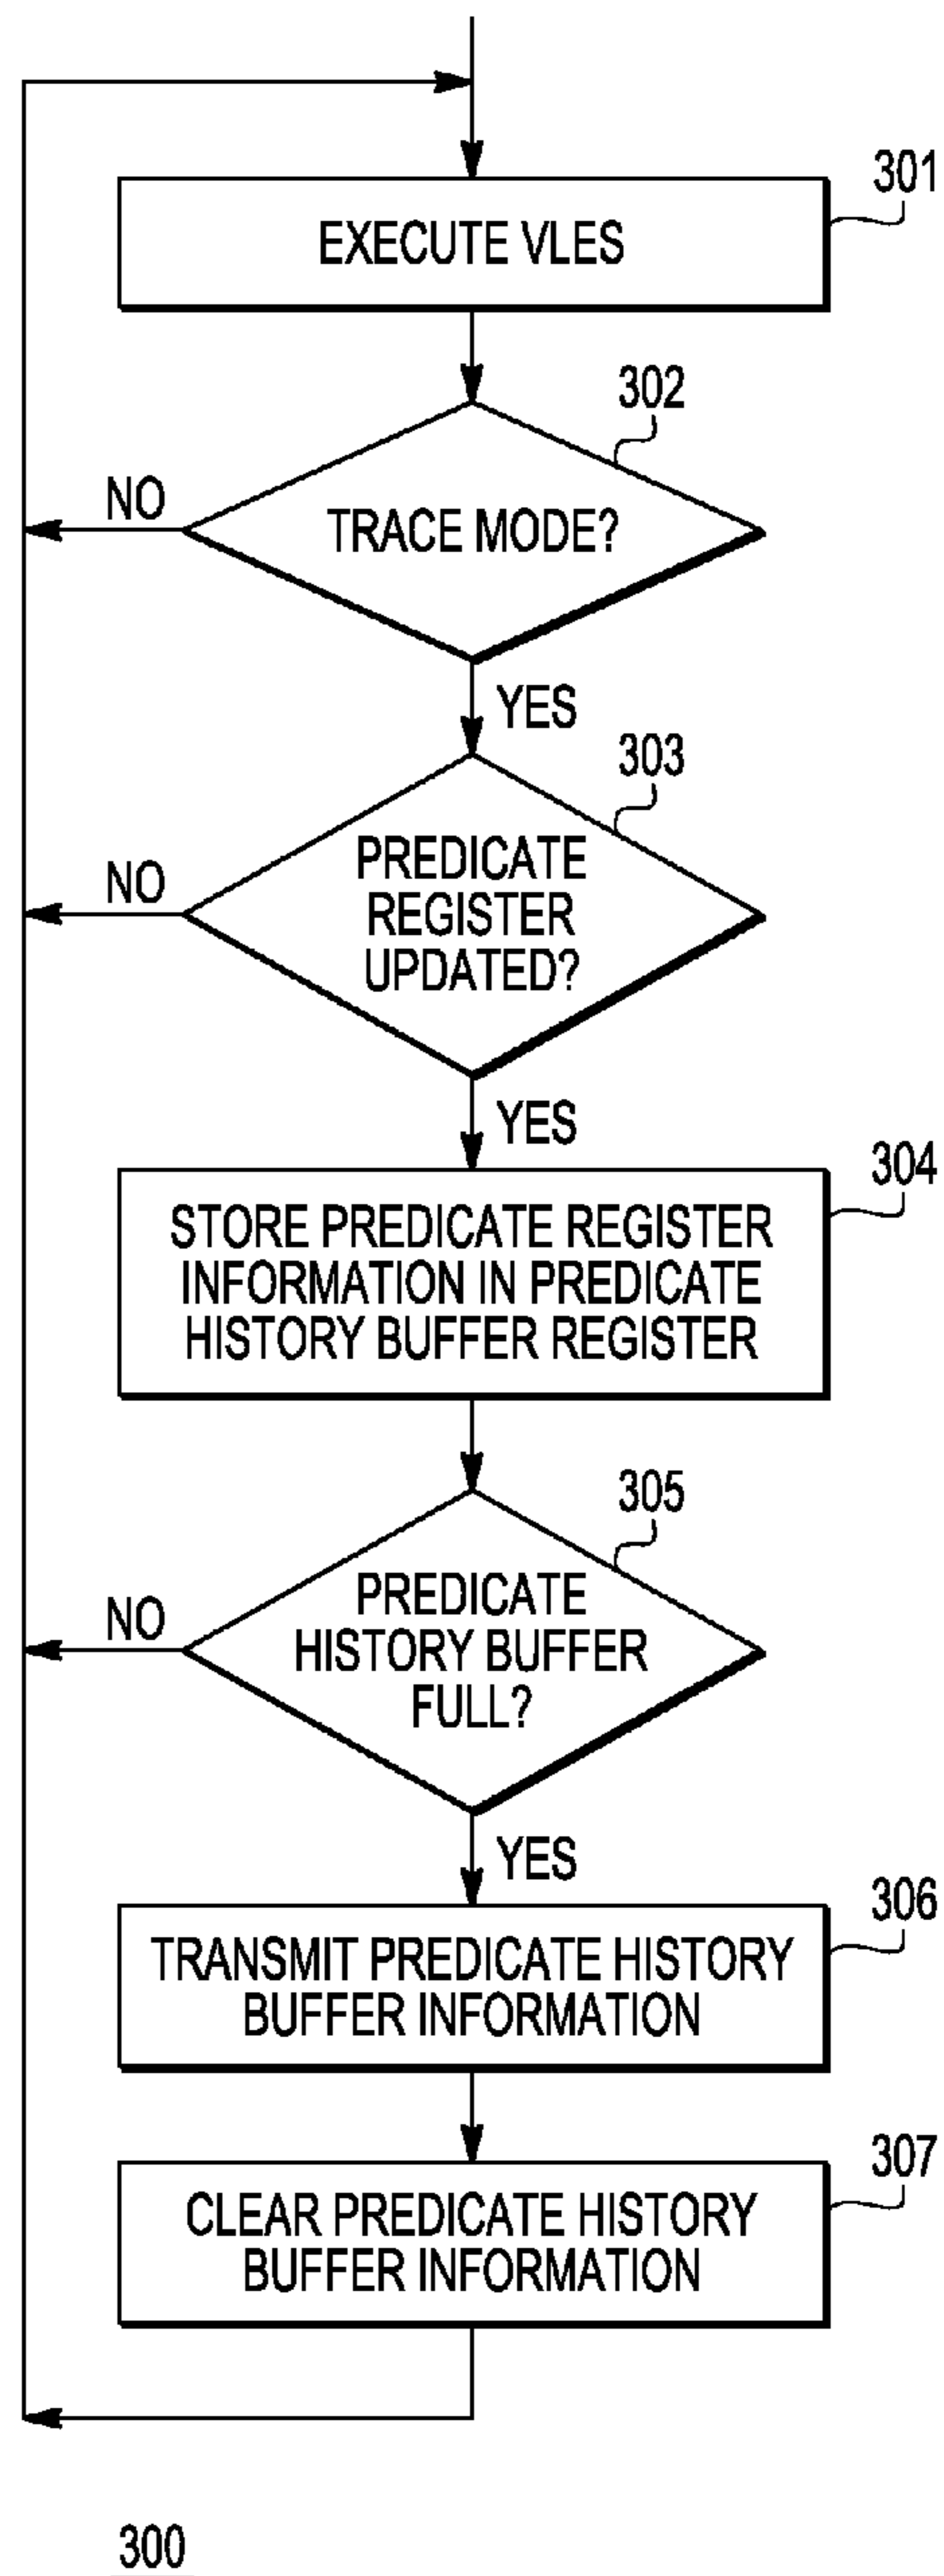 301
EXECUTE VLES
302
NO
TRACE MODE?
YES
303
NO
PREDICATE
REGISTER
UPDATED?
YES
304
STORE PREDICATE REGISTER
INFORMATION IN PREDICATE
HISTORY BUFFER REGISTER
305
NO
PREDICATE
HISTORY BUFFER
FULL?
YES
306
TRANSMIT PREDICATE HISTORY
BUFFER INFORMATION
307
CLEAR PREDICATE HISTORY
BUFFER INFORMATION
300